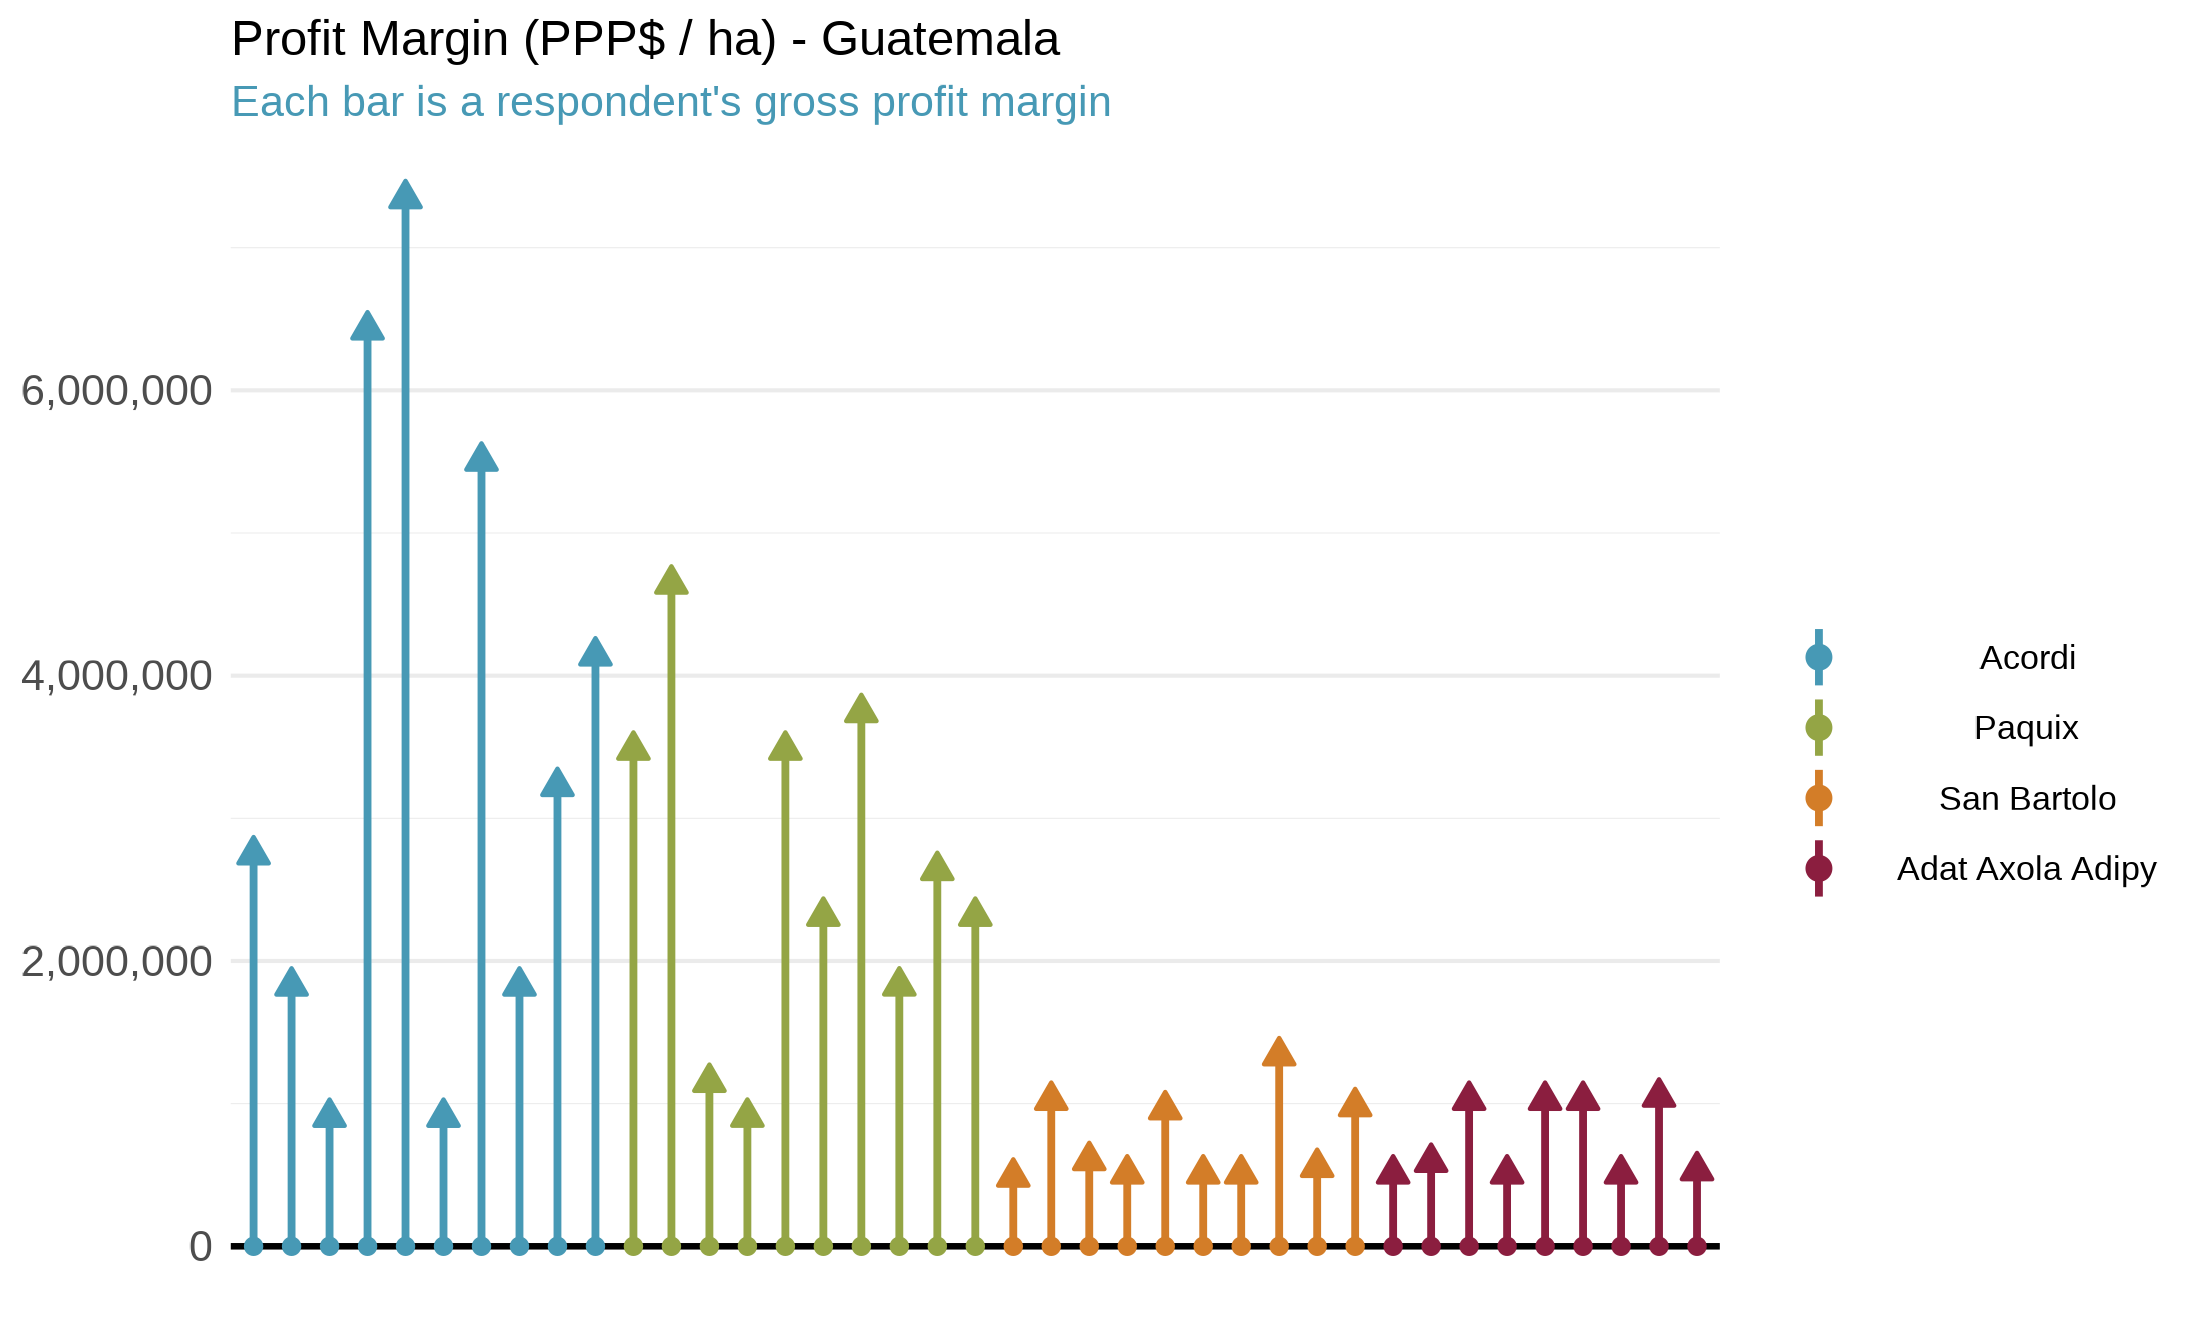 Profit Margin (PPP$ / ha) - Guatemala
Each bar is a respondent's gross profit margin
6,000,000
4,000,000
2,000,000
0
Acordi
Paquix
San Bartolo
Adat Axola Adipy